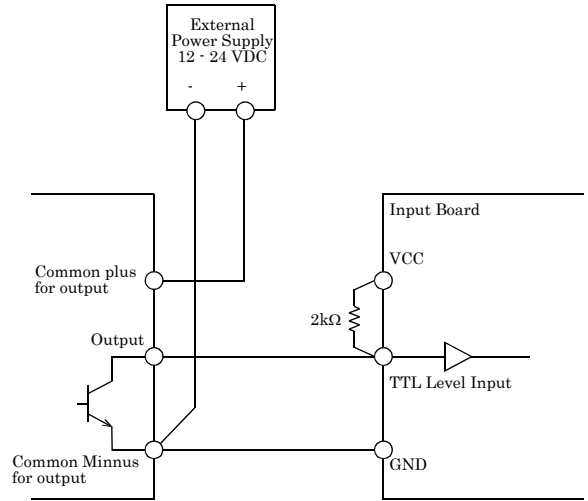 External
Power Supply
12 - 24 VDC
- +
Input Board
VCC
Common plus
for output
2kΩ
Output
TTL Level Input
Common Minnus
for output
GND